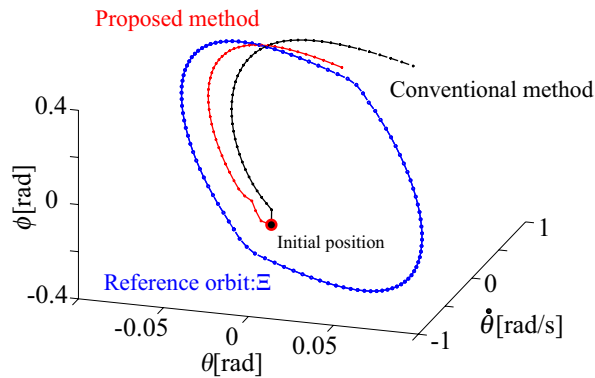 Proposed method
Conventional method
0.4
0
-0.4
ϕ[rad]
Initial position
Reference orbit:Ξ
-0.05
0
0.05
θ[rad]
-1
0
1
θ̇[rad/s]